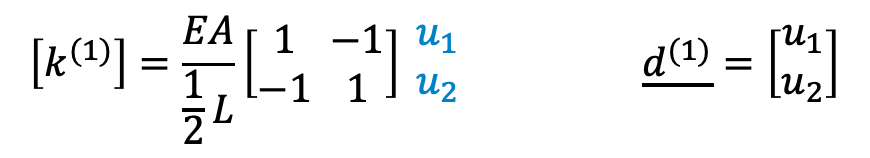 [k⁽¹⁾] = EA / (1/2 L) [1 −1; −1 1] u₁ u₂
d⁽¹⁾ = [u₁; u₂]